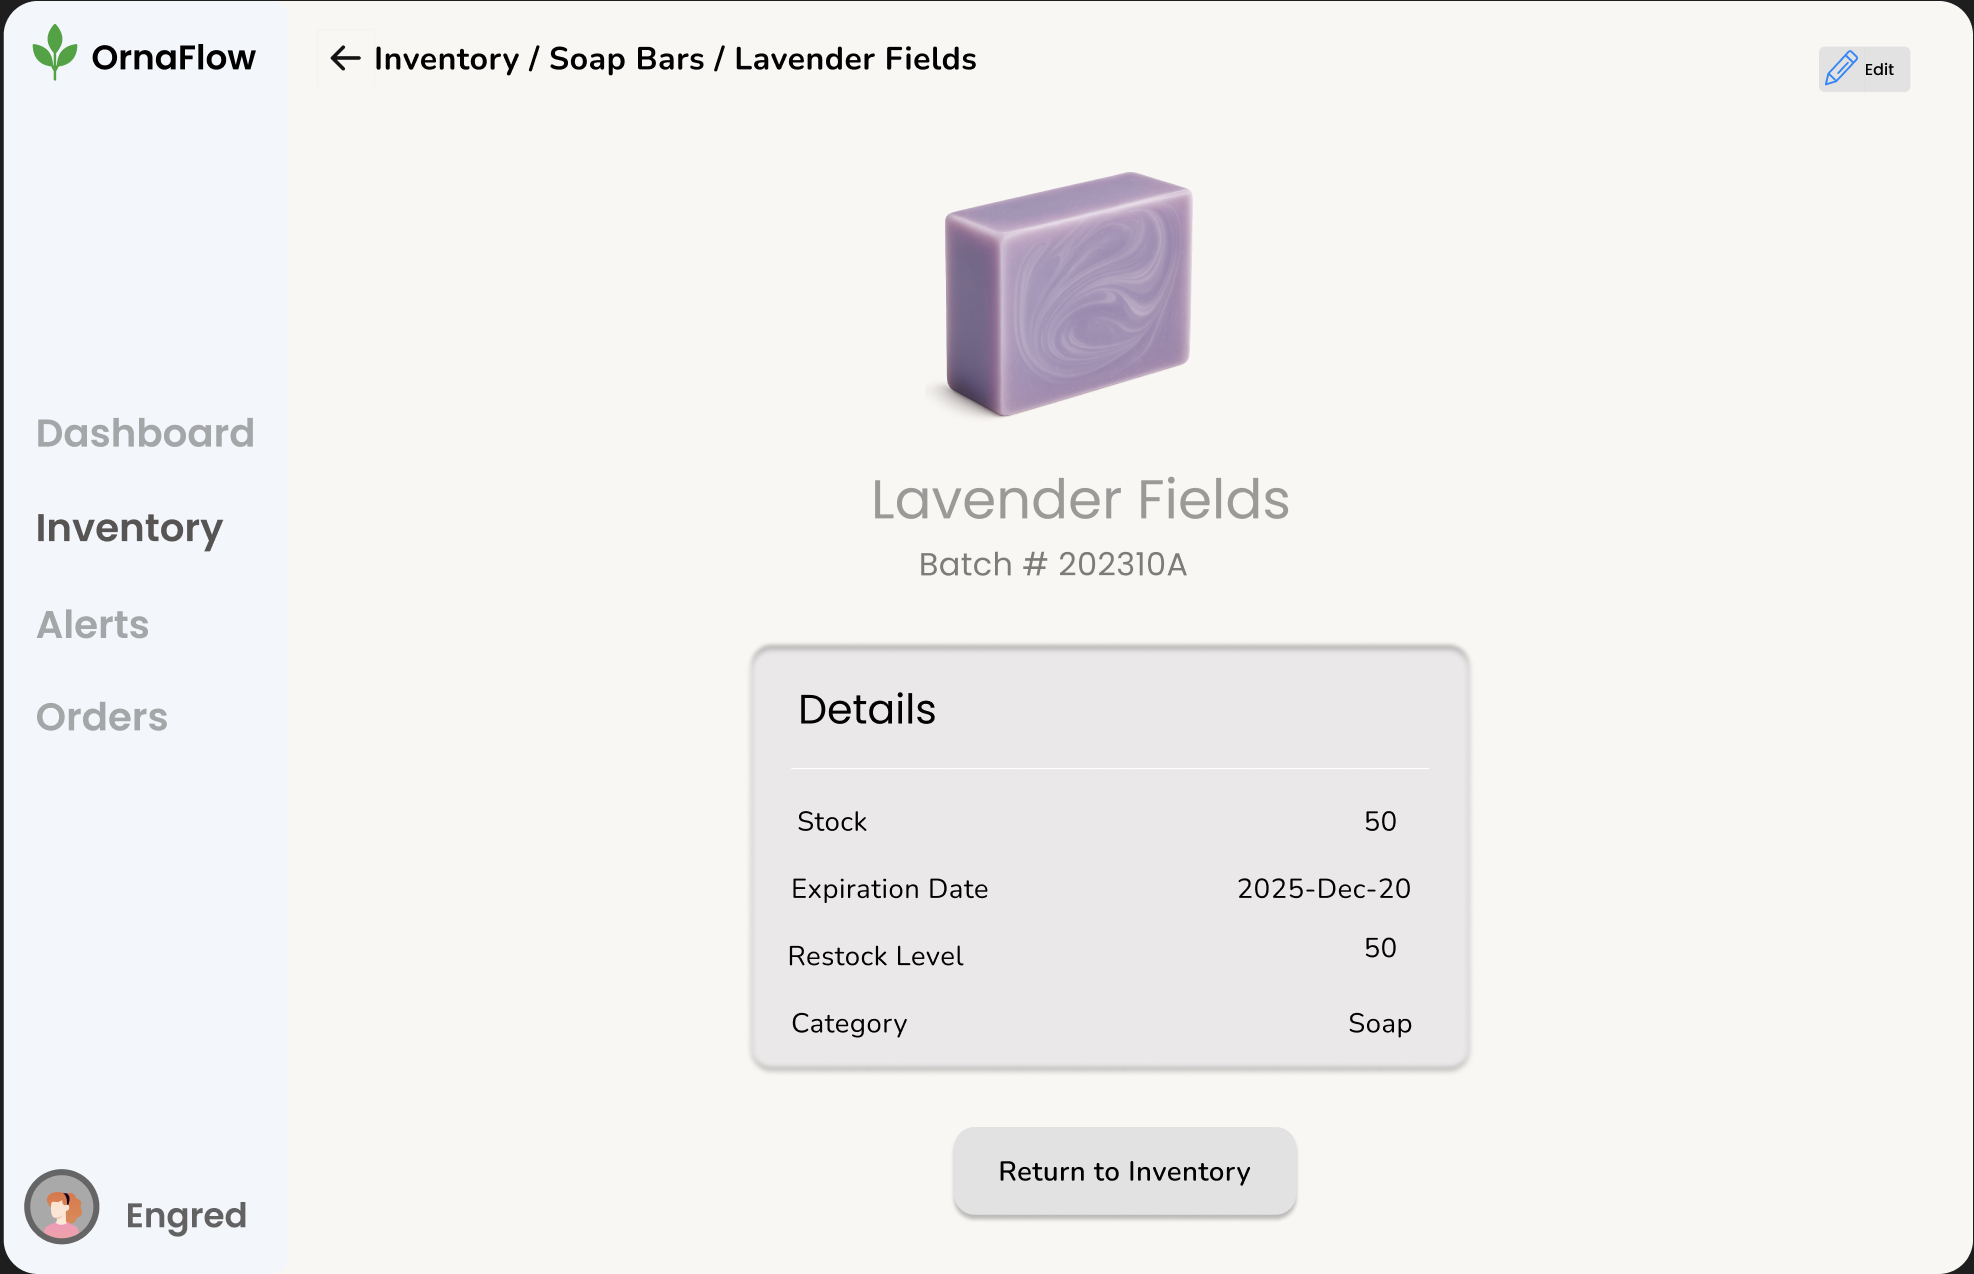 OrnaFlow
Inventory / Soap Bars / Lavender Fields
Edit
Dashboard
Inventory
Alerts
Orders
Engred
Lavender Fields
Batch # 202310A
Details
Stock 50
Expiration Date 2025-Dec-20
Restock Level 50
Category Soap
Return to Inventory